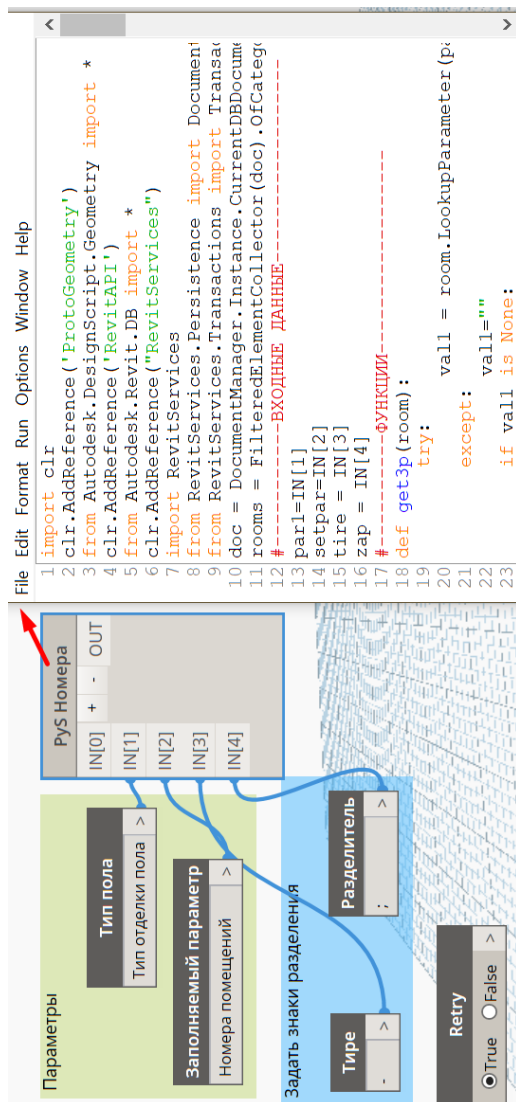 Параметры
Тип пола
Тип отделки пола >
Заполняемый параметр
Номера помещений >
Задать знаки разделения
Тире
- >
Разделитель
; >
Retry
True False >
PyS Номера
IN[0] + - OUT
IN[1]
IN[2]
IN[3]
IN[4]
File Edit Format Run Options Window Help
1 import clr
2 clr.AddReference('ProtoGeometry')
3 from Autodesk.DesignScript.Geometry import *
4 clr.AddReference('RevitAPI')
5 from Autodesk.Revit.DB import *
6 clr.AddReference("RevitServices")
7 import RevitServices
8 from RevitServices.Persistence import Document
9 from RevitServices.Transactions import Transac
10 doc = DocumentManager.Instance.CurrentDBDocume
11 rooms = FilteredElementCollector(doc).OfCatego
12 #--------ВХОДНЫЕ ДАННЫЕ--------------------
13 par1=IN[1]
14 setpar=IN[2]
15 tire = IN[3]
16 zap = IN[4]
17 #---------ФУНКЦИИ--------------------
18 def get3p(room):
19 try:
20 val1 = room.LookupParameter(pa
21 except:
22 val1=""
23 if val1 is None: